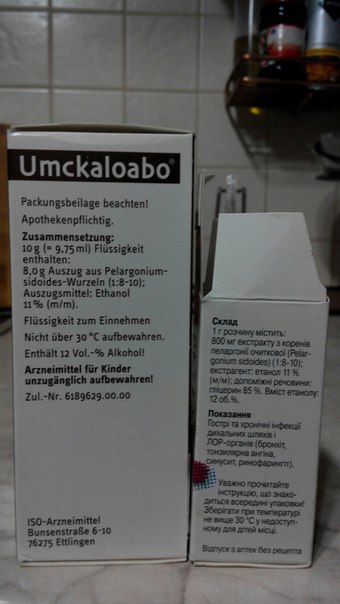 Umckaloabo®
Packungsbeilage beachten!
Apothekenpflichtig.
Zusammensetzung:
10 g (= 9,75 ml) Flüssigkeit
enthalten:
8,0 g Auszug aus Pelargonium-
sidoides-Wurzeln (1:8-10);
Auszugsmittel: Ethanol
11 % (m/m).
Flüssigkeit zum Einnehmen
Nicht über 30 °C aufbewahren.
Enthält 12 Vol.-% Alkohol!
Arzneimittel für Kinder
unzugänglich aufbewahren!
Zul.-Nr. 6189629.00.00
ISO-Arzneimittel
Bunsenstraße 6-10
76275 Ettlingen
Склад
1 г розчину містить:
800 мг екстракту з коренів
пеларгонії очиткової (Pelar-
gonium sidoides) (1:8-10);
екстрагент: етанол 11 %
(м/м); допоміжні речовини:
гліцерин 85 %. Вміст етанолу:
12 об.%.
Показання
Гострі та хронічні інфекції
дихальних шляхів і
ЛОР-органів (бронхіт,
тонзилярна ангіна,
синусит, ринофарингіт).
Уважно прочитайте
інструкцію, що знахо-
диться всередині упаковки!
Зберігати при температурі
не вище 30 °C у недоступ-
ному для дітей місці.
Відпуск з аптек без рецепта